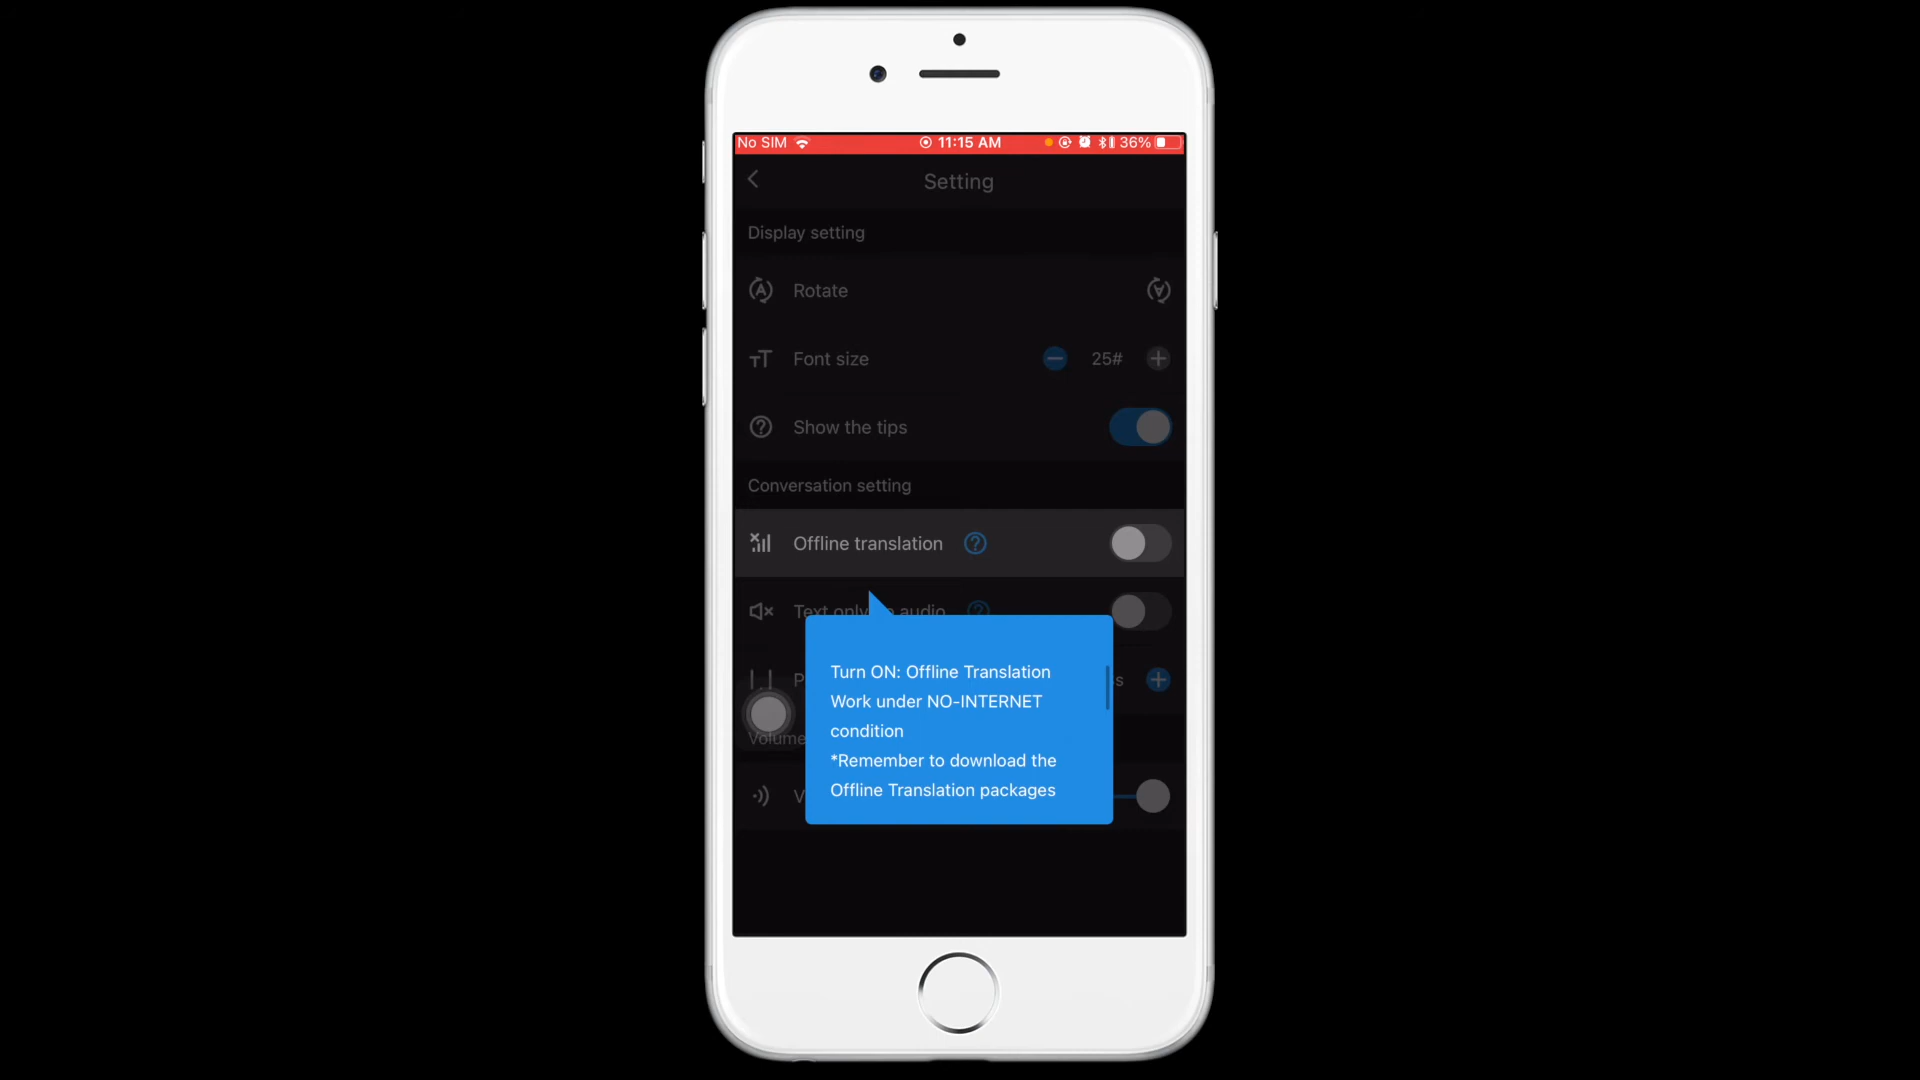 No SIM 11:15 AM 36%
Setting
Display setting
Rotate
Font size 25#
Show the tips
Conversation setting
Offline translation
Text only
audio
P s
Turn ON: Offline Translation
Work under NO-INTERNET
condition
*Remember to download the
Offline Translation packages
Volume
V